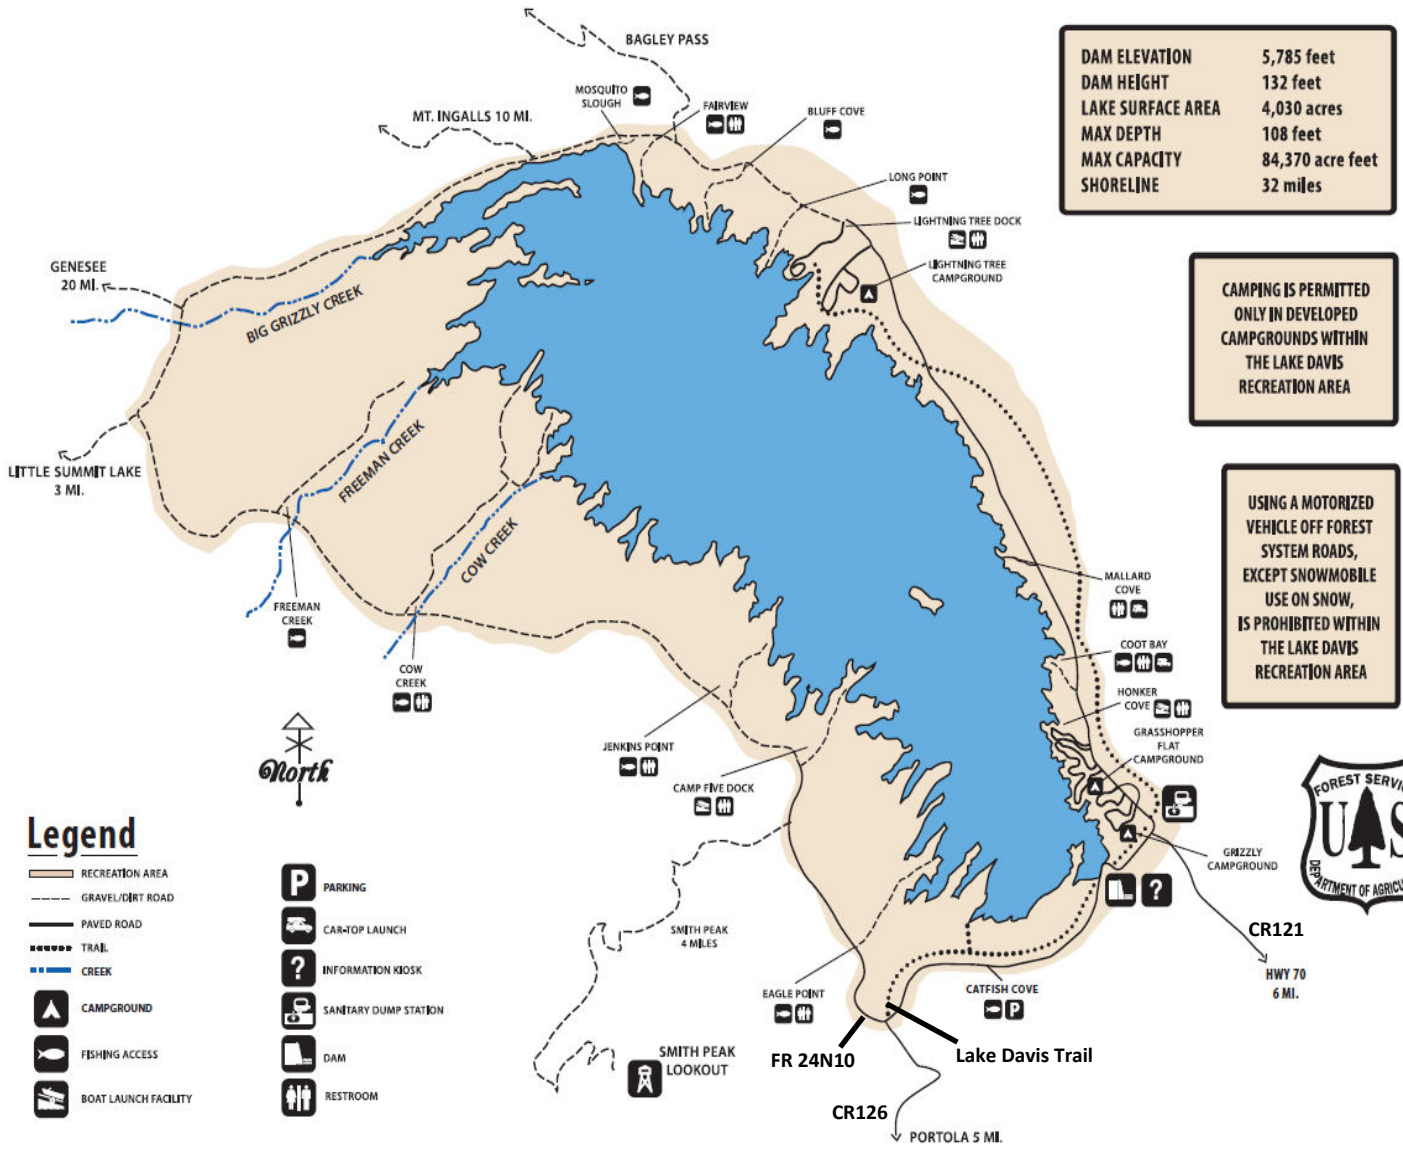 BAGLEY PASS
MOSQUITO
SLOUGH
FAIRVIEW
BLUFF COVE
MT. INGALLS 10 MI.
LONG POINT
LIGHTNING TREE DOCK
LIGHTNING TREE
CAMPGROUND
GENESEE
20 MI.
BIG GRIZZLY CREEK
LITTLE SUMMIT LAKE
3 MI.
FREEMAN CREEK
COW CREEK
FREEMAN
CREEK
COW
CREEK
MALLARD
COVE
COOT BAY
HONKER
COVE
GRASSHOPPER
FLAT
CAMPGROUND
GRIZZLY
CAMPGROUND
JENKINS POINT
CAMP FIVE DOCK
SMITH PEAK
4 MILES
EAGLE POINT
CATFISH COVE
P
?
CR121
HWY 70
6 MI.
SMITH PEAK
LOOKOUT
FR 24N10
Lake Davis Trail
CR126
PORTOLA 5 MI.
North
DAM ELEVATION 5,785 feet
DAM HEIGHT 132 feet
LAKE SURFACE AREA 4,030 acres
MAX DEPTH 108 feet
MAX CAPACITY 84,370 acre feet
SHORELINE 32 miles
CAMPING IS PERMITTED
ONLY IN DEVELOPED
CAMPGROUNDS WITHIN
THE LAKE DAVIS
RECREATION AREA
USING A MOTORIZED
VEHICLE OFF FOREST
SYSTEM ROADS,
EXCEPT SNOWMOBILE
USE ON SNOW,
IS PROHIBITED WITHIN
THE LAKE DAVIS
RECREATION AREA
FOREST
U S
DEPARTMENT OF
Legend
RECREATION AREA
GRAVEL/DIRT ROAD
PAVED ROAD
TRAIL
CREEK
CAMPGROUND
FISHING ACCESS
BOAT LAUNCH FACILITY
P PARKING
CAR-TOP LAUNCH
? INFORMATION KIOSK
SANITARY DUMP STATION
DAM
RESTROOM